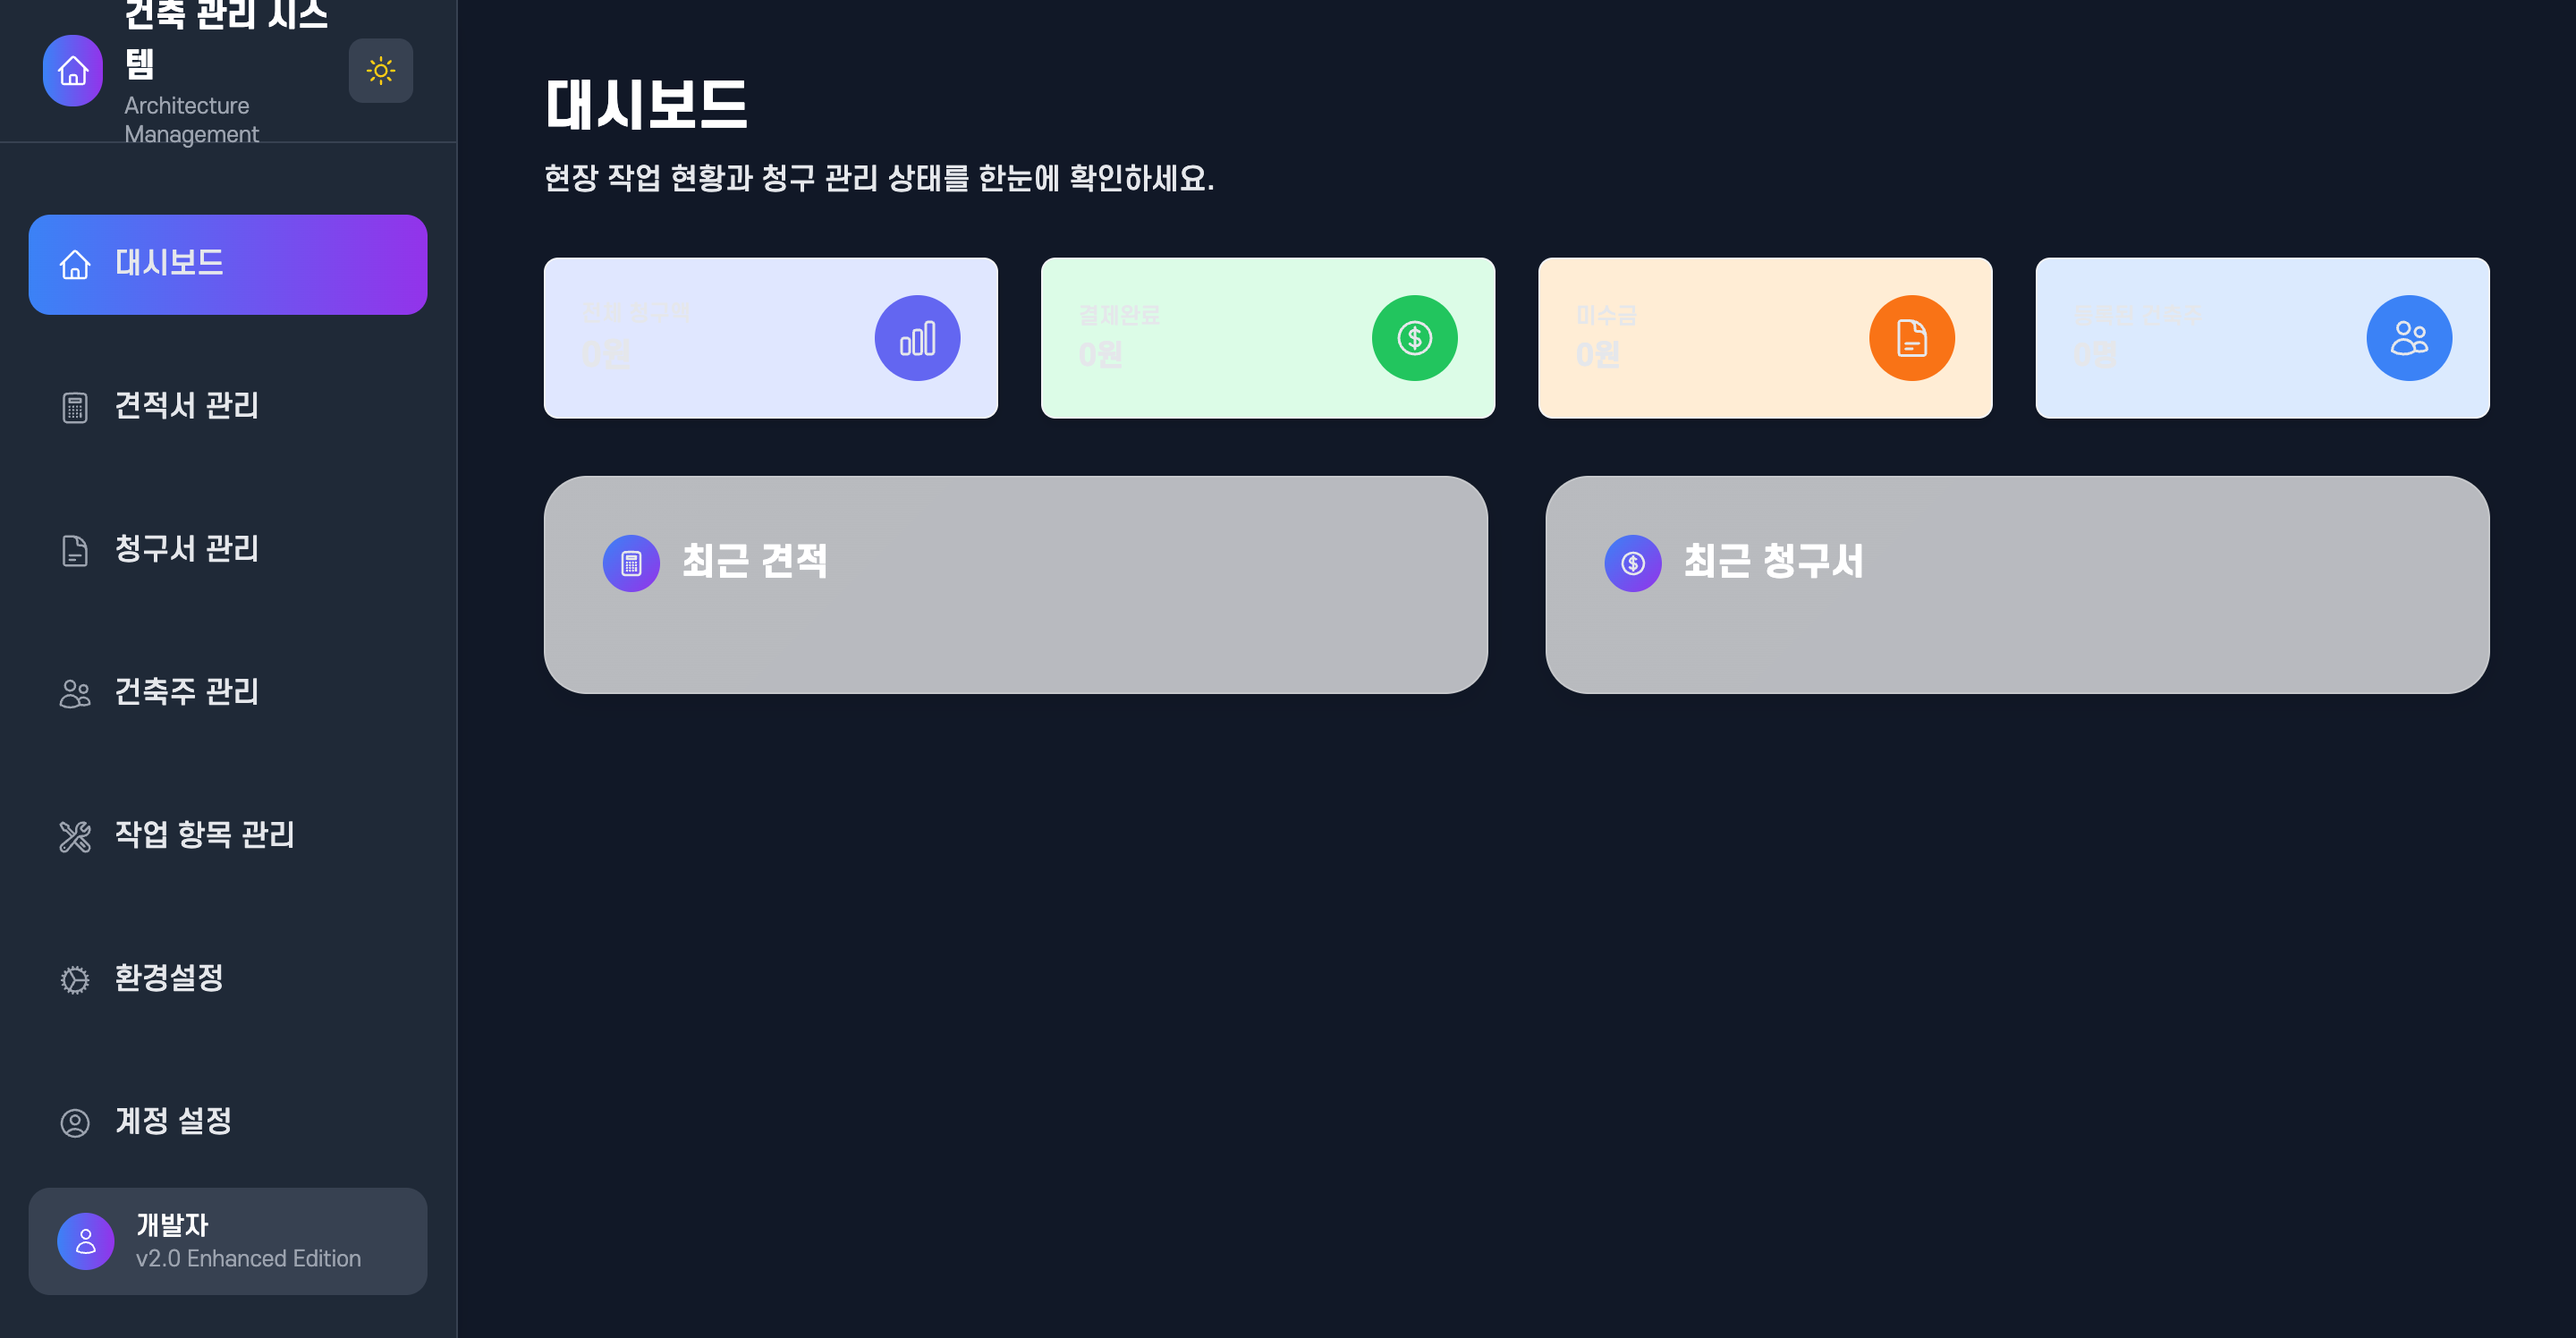 건축 관리 시스
템
Architecture
Management
대시보드
견적서 관리
청구서 관리
건축주 관리
작업 항목 관리
환경설정
계정 설정
개발자
v2.0 Enhanced Edition
대시보드
현장 작업 현황과 청구 관리 상태를 한눈에 확인하세요.
0원
결제완료
0원
미수금
0원
최근 견적
최근 청구서